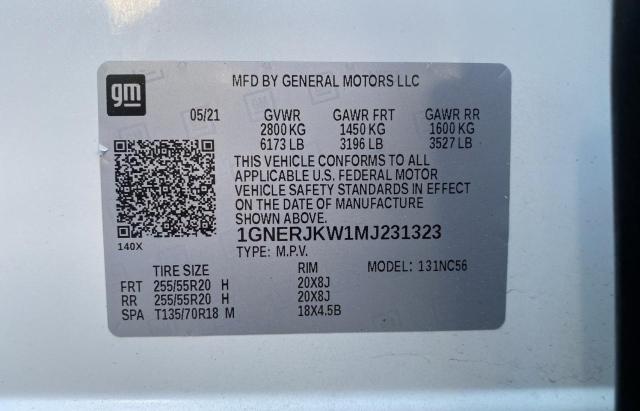 gm
MFD BY GENERAL MOTORS LLC
05/21 GVWR GAWR FRT GAWR RR
2800 KG 1450 KG 1600 KG
6173 LB 3196 LB 3527 LB
THIS VEHICLE CONFORMS TO ALL
APPLICABLE U.S. FEDERAL MOTOR
VEHICLE SAFETY STANDARDS IN EFFECT
ON THE DATE OF MANUFACTURE
SHOWN ABOVE.
140X
1GNERJKW1MJ231323
TYPE: M.P.V.
TIRE SIZE RIM MODEL: 131NC56
FRT 255/55R20 H 20X8J
RR 255/55R20 H 20X8J
SPA T135/70R18 M 18X4.5B